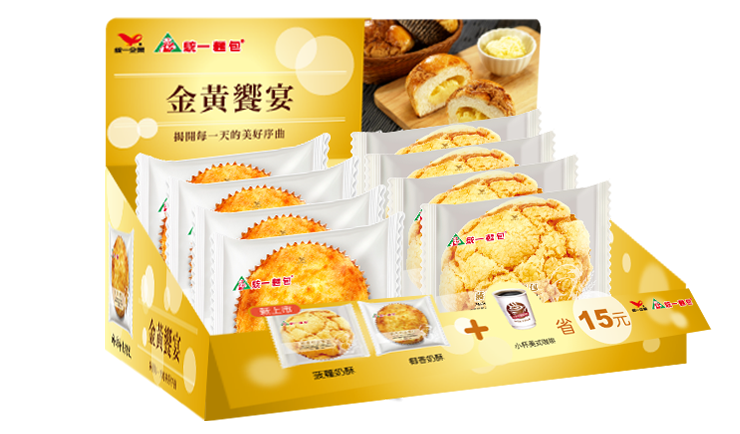 統一企業
統一麵包
金黃饗宴
揭開每一天的美好序曲
統一麵包
統一麵包
新上市
菠蘿奶酥
椰香奶酥
+
小杯美式咖啡
省15元
統一企業
統一麵包
金黃饗宴